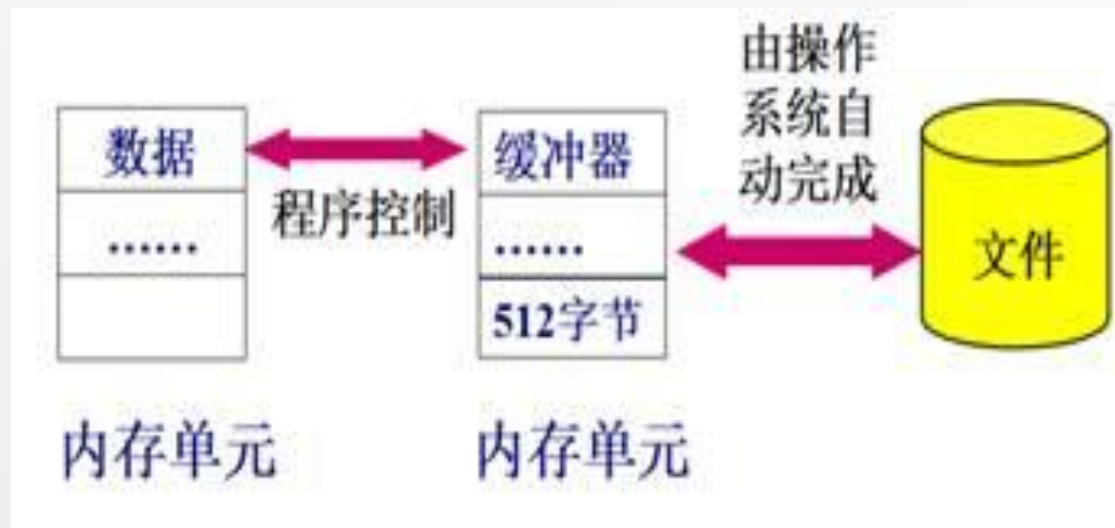 由操作
系统自
动完成
数据
程序控制
缓冲器
......
......
512字节
文件
内存单元
内存单元